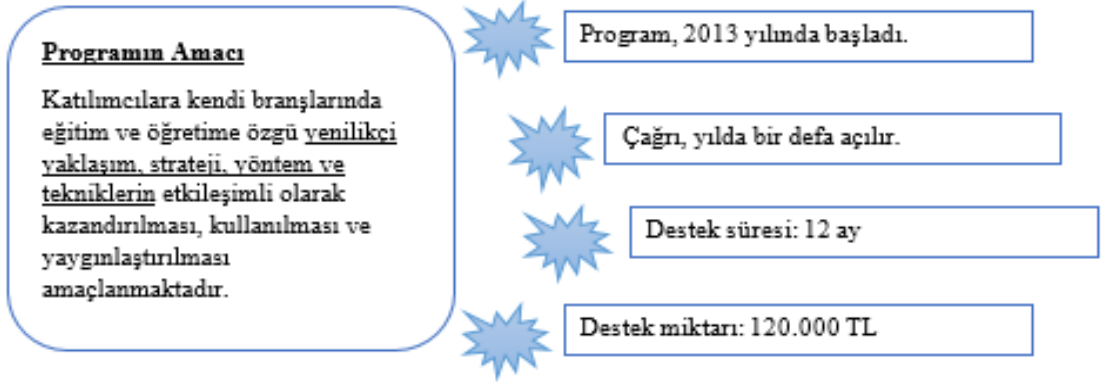 Programın Amacı
Katılımcılara kendi branşlarında
eğitim ve öğretime özgü yenilikçi
yaklaşım, strateji, yöntem ve
tekniklerin etkileşimli olarak
kazandırılması, kullanılması ve
yaygınlaştırılması
amaçlanmaktadır.
Program, 2013 yılında başladı.
Çağrı, yılda bir defa açılır.
Destek süresi: 12 ay
Destek miktarı: 120.000 TL